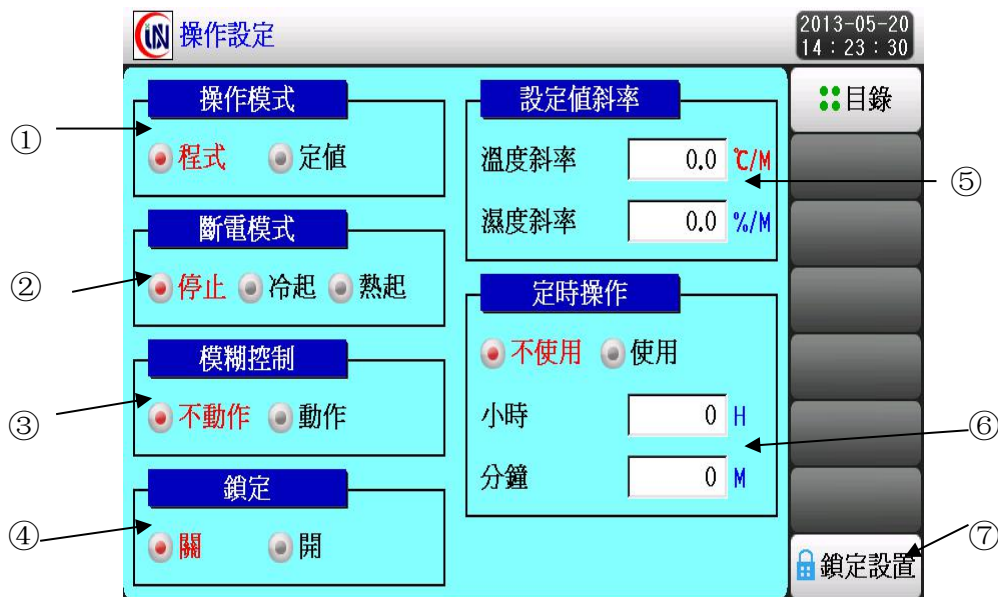 iN 操作設定
2013-05-20
14:23:30
目錄
① 操作模式
程式 定值
② 斷電模式
停止 冷起 熱起
③ 模糊控制
不動作 動作
④ 鎖定
關 開
⑤ 設定值斜率
溫度斜率 0.0 ℃/M
濕度斜率 0.0 %/M
⑥ 定時操作
不使用 使用
小時 0 H
分鐘 0 M
⑦ 鎖定設置